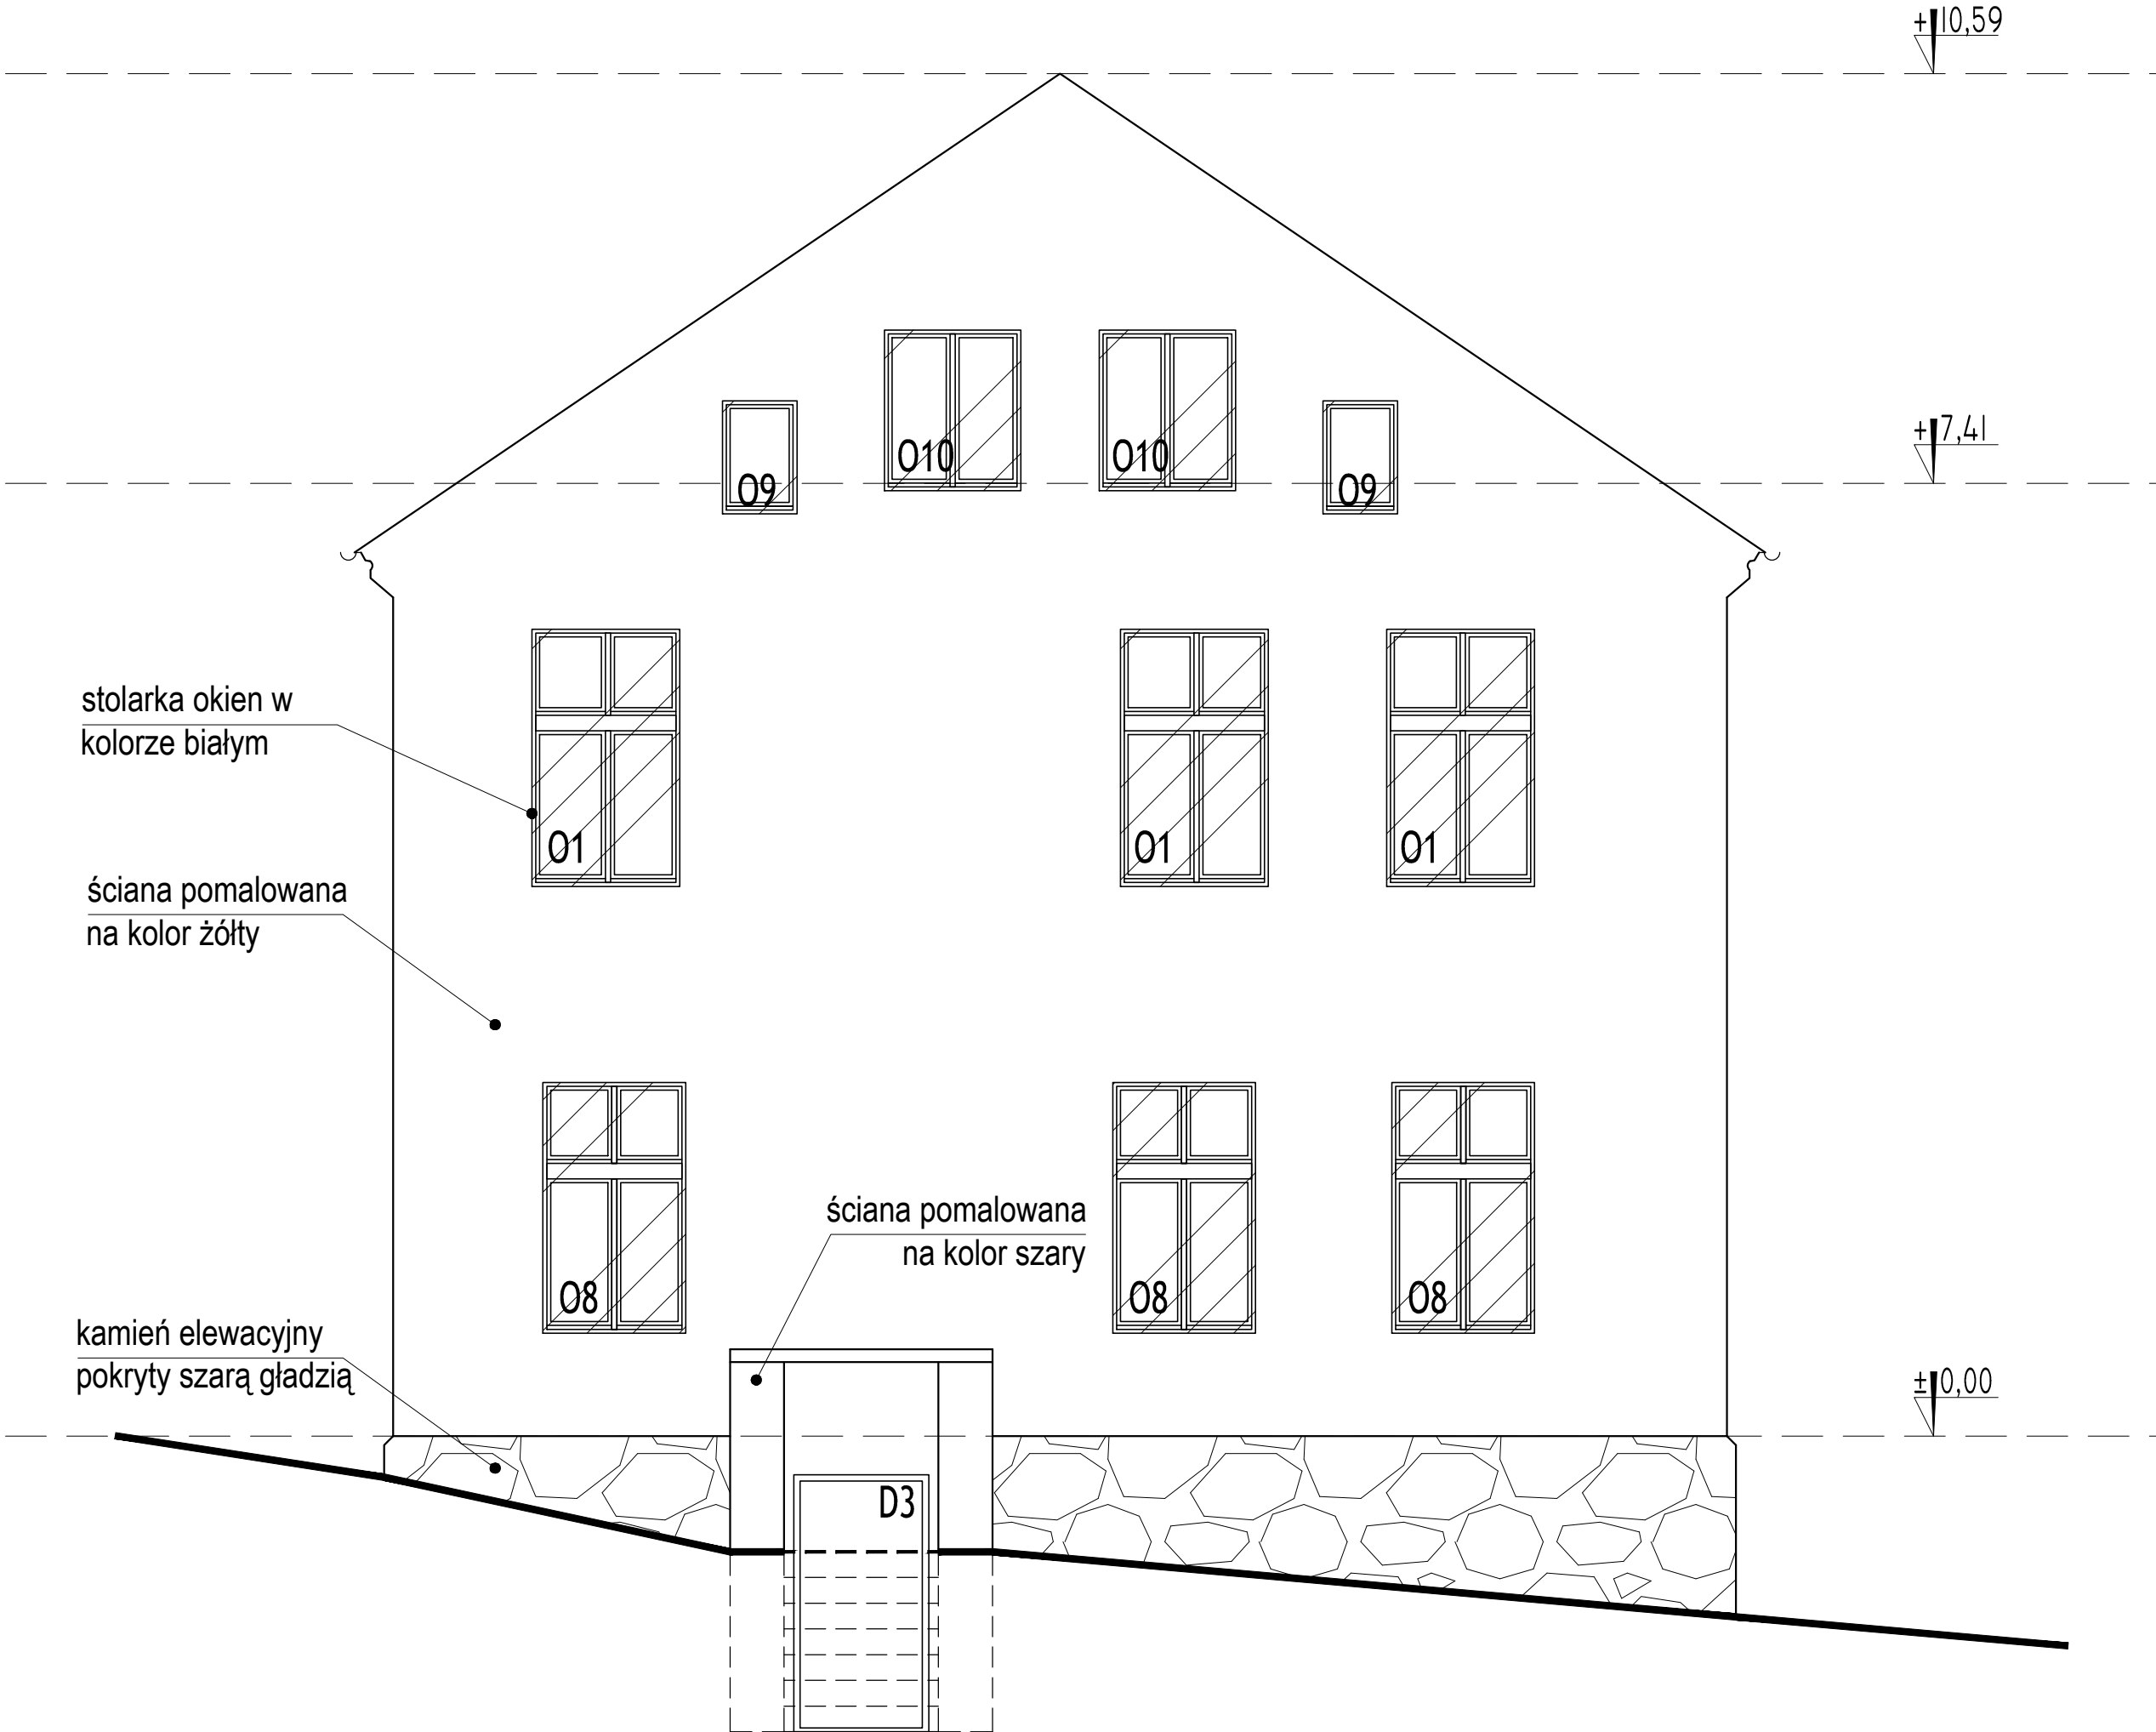 +10,59
O10
O10
+7,41
O9
O9
stolarka okien w
kolorze białym
O1
O1
O1
ściana pomalowana
na kolor żółty
ściana pomalowana
na kolor szary
O8
O8
O8
kamień elewacyjny
pokryty szarą gładzią
±0,00
D3